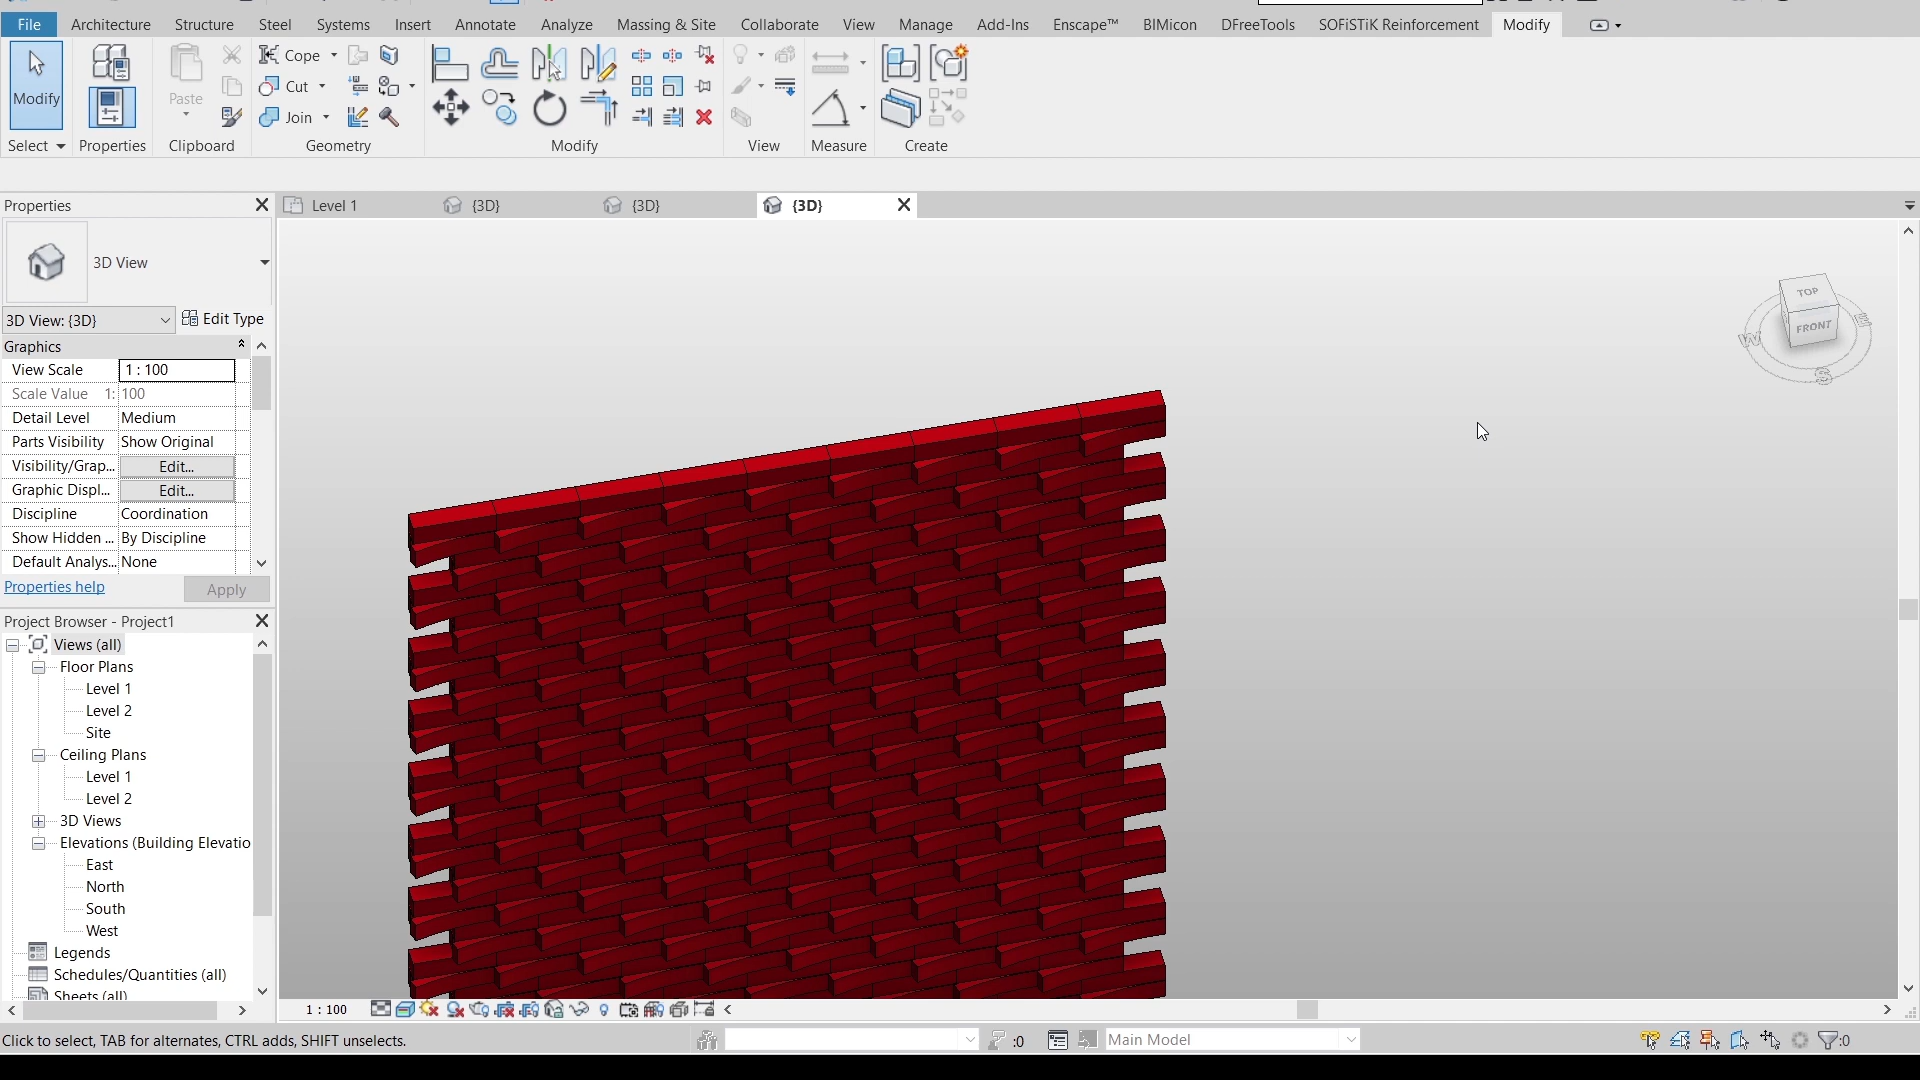 File Architecture Structure Steel Systems Insert Annotate Analyze Massing & Site Collaborate View Manage Add-Ins Enscape™ BIMicon DFreeTools SOFiSTiK Reinforcement Modify
Modify
Paste
Cope
Cut
Join
Select Properties Clipboard Geometry Modify View Measure Create
Properties
Level 1 {3D} {3D} {3D}
3D View
3D View: {3D} Edit Type
Graphics
View Scale 1 : 100
Scale Value 1: 100
Detail Level Medium
Parts Visibility Show Original
Visibility/Grap... Edit...
Graphic Displ... Edit...
Discipline Coordination
Show Hidden ... By Discipline
Default Analys... None
Properties help Apply
Project Browser - Project1
Views (all)
Floor Plans
Level 1
Level 2
Site
Ceiling Plans
Level 1
Level 2
3D Views
Elevations (Building Elevatio
East
North
South
West
Legends
Schedules/Quantities (all)
Sheets (all)
TOP
FRONT
W
E
S
1 : 100
Click to select, TAB for alternates, CTRL adds, SHIFT unselects.
:0
Main Model
:0